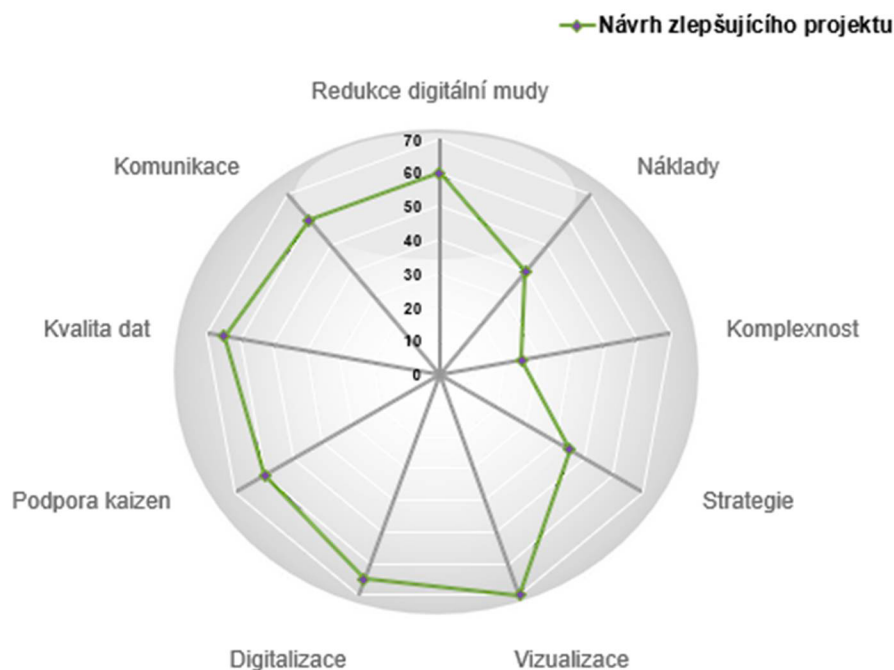 Návrh zlepšujícího projektu
Redukce digitální mudy
Komunikace
Náklady
70
60
50
40
30
20
10
0
Kvalita dat
Komplexnost
Podpora kaizen
Strategie
Digitalizace
Vizualizace